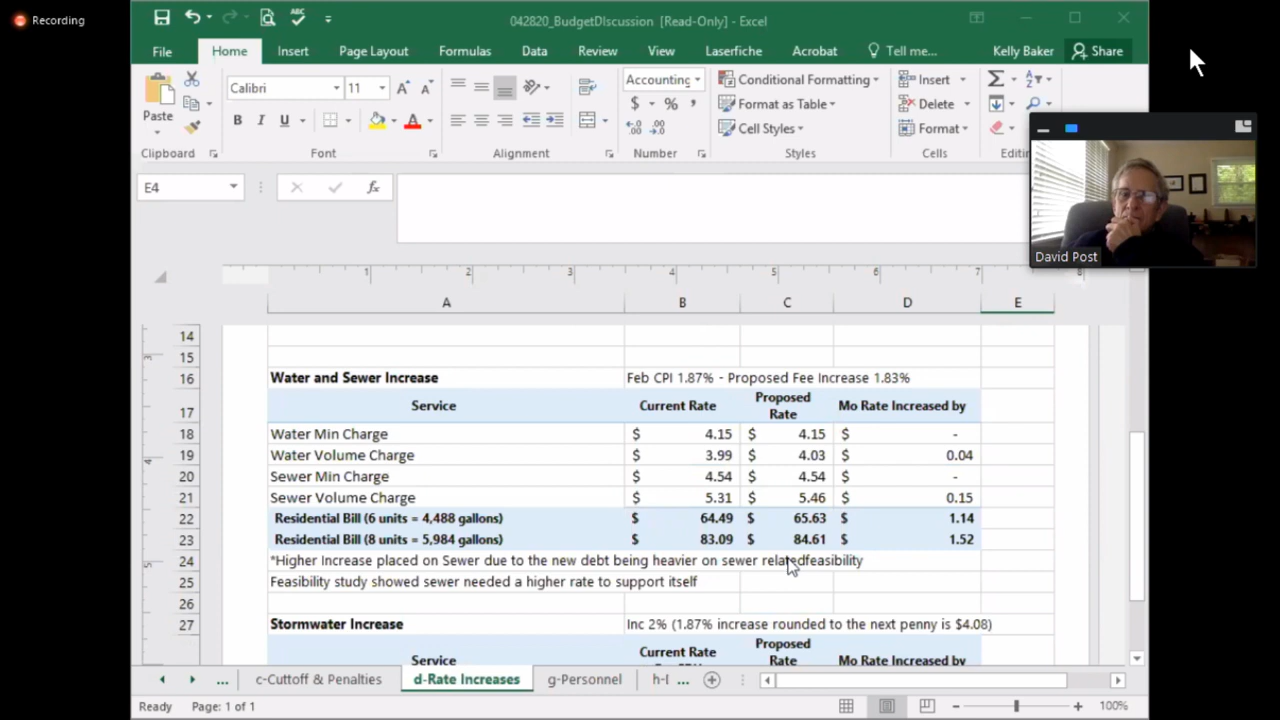 Recording
042820_BudgetDIscussion [Read-Only] - Excel
File Home Insert Page Layout Formulas Data Review View Laserfiche Acrobat Tell me... Kelly Baker Share
Paste
Calibri 11
B I U
A A
Accounting
$ % ,
Conditional Formatting
Format as Table
Cell Styles
Insert
Delete
Format
Clipboard Font Alignment Number Styles Cells Editin
E4 fx
David Post
1 2 3 4 5 6 7
A B C D E
14
15
16 Water and Sewer Increase Feb CPI 1.87% - Proposed Fee Increase 1.83%
17 Service Current Rate Proposed Rate Mo Rate Increased by
18 Water Min Charge $ 4.15 $ 4.15 $ -
19 Water Volume Charge $ 3.99 $ 4.03 $ 0.04
20 Sewer Min Charge $ 4.54 $ 4.54 $ -
21 Sewer Volume Charge $ 5.31 $ 5.46 $ 0.15
22 Residential Bill (6 units = 4,488 gallons) $ 64.49 $ 65.63 $ 1.14
23 Residential Bill (8 units = 5,984 gallons) $ 83.09 $ 84.61 $ 1.52
24 *Higher Increase placed on Sewer due to the new debt being heavier on sewer relatedfeasibility
25 Feasibility study showed sewer needed a higher rate to support itself
26
27 Stormwater Increase Inc 2% (1.87% increase rounded to the next penny is $4.08)
Service Current Rate Proposed Rate Mo Rate Increased by
... c-Cuttoff & Penalties d-Rate Increases g-Personnel h-I ...
Ready Page: 1 of 1 100%